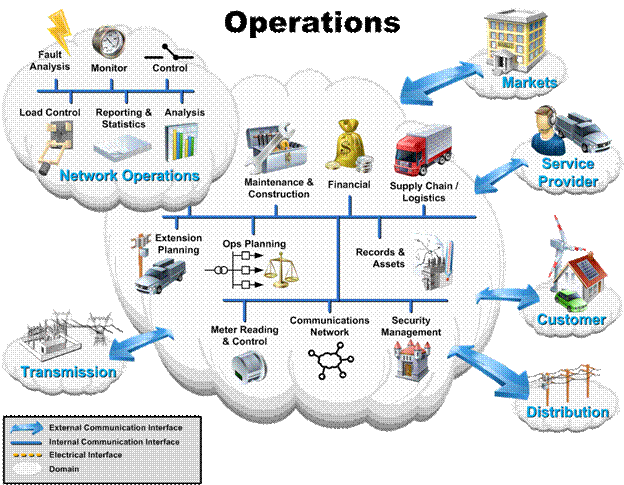 Operations
Fault
Analysis
Monitor
Control
Load Control
Reporting &
Statistics
Analysis
Network Operations
Markets
Service
Provider
Maintenance &
Construction
Financial
Supply Chain /
Logistics
Extension
Planning
Ops Planning
Records &
Assets
Customer
Meter Reading
& Control
Communications
Network
Security
Management
Transmission
Distribution
External Communication Interface
Internal Communication Interface
Electrical Interface
Domain